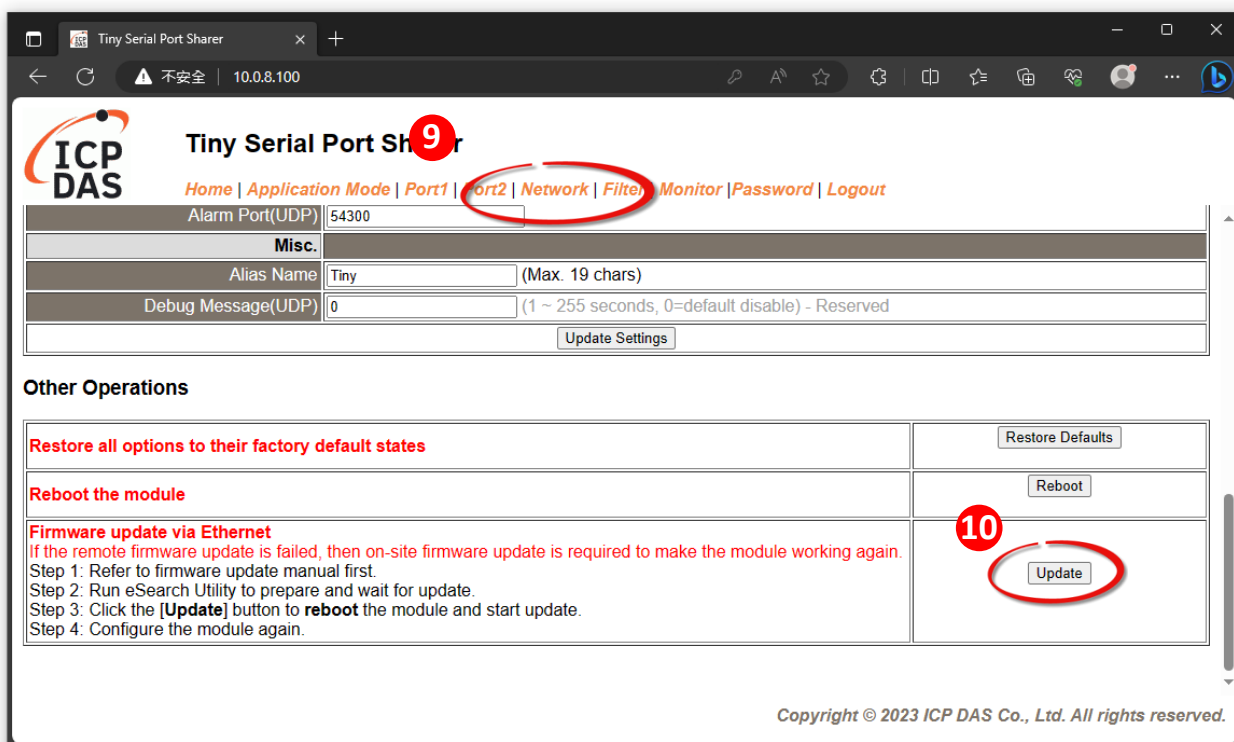 Tiny Serial Port Sharer
不安全 | 10.0.8.100
ICP
DAS
Tiny Serial Port Sh r
9
Home | Application Mode | Port1 | Port2 | Network | Filter Monitor |Password | Logout
Alarm Port(UDP) 54300
Misc.
Alias Name Tiny (Max. 19 chars)
Debug Message(UDP) 0 (1 ~ 255 seconds, 0=default disable) - Reserved
Update Settings
Other Operations
Restore all options to their factory default states Restore Defaults
Reboot the module Reboot
Firmware update via Ethernet
10
If the remote firmware update is failed, then on-site firmware update is required to make the module working again.
Step 1: Refer to firmware update manual first.
Update
Step 2: Run eSearch Utility to prepare and wait for update.
Step 3: Click the [Update] button to reboot the module and start update.
Step 4: Configure the module again.
Copyright © 2023 ICP DAS Co., Ltd. All rights reserved.